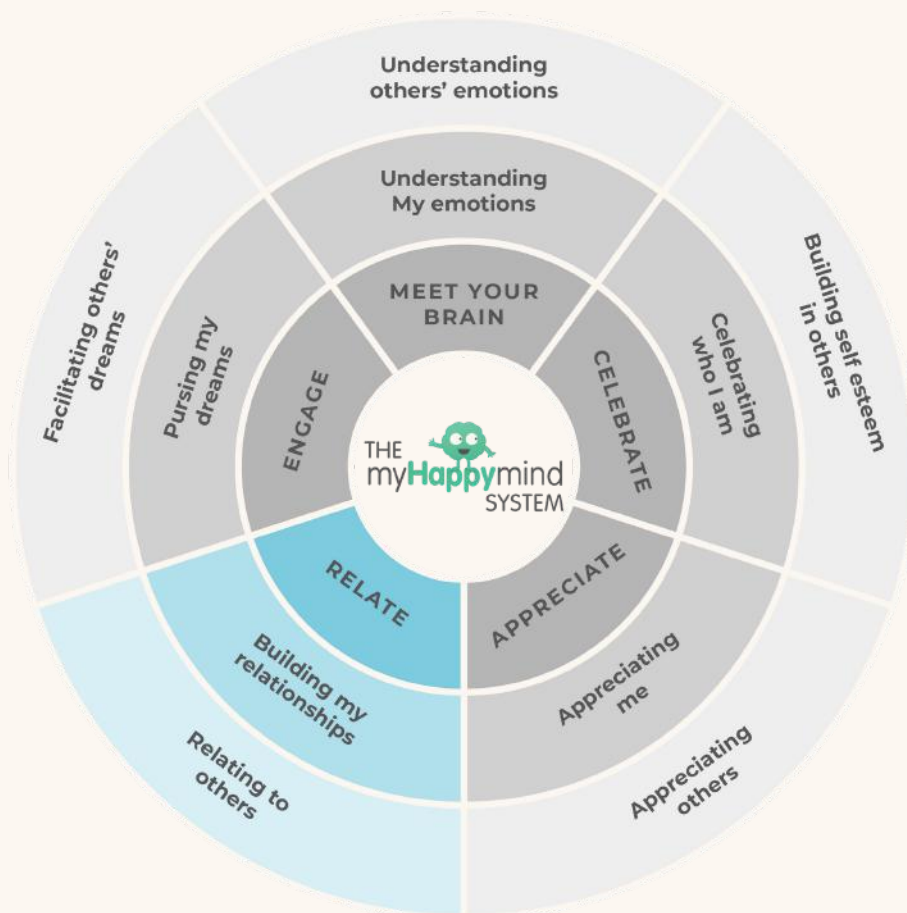 Understanding
others' emotions
Understanding
My emotions
MEET YOUR
BRAIN
Building self esteem
in others
Celebrating
who I am
CELEBRATE
Facilitating others'
dreams
Pursing my
dreams
ENGAGE
THE
myHappymind
SYSTEM
RELATE
Building my
relationships
Relating to
others
APPRECIATE
Appreciating
me
Appreciating
others